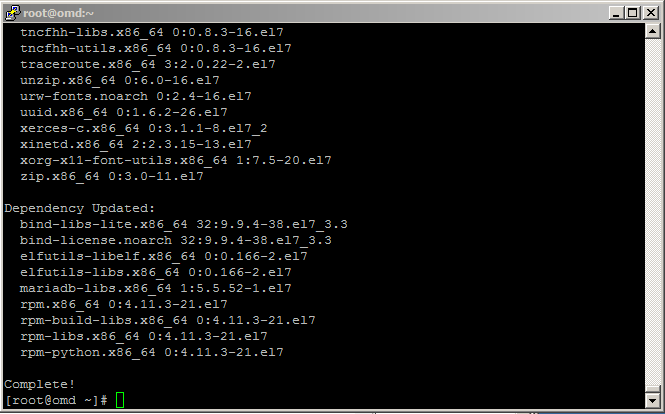 root@omd:~
tncfhh-libs.x86_64 0:0.8.3-16.el7
tncfhh-utils.x86_64 0:0.8.3-16.el7
traceroute.x86_64 3:2.0.22-2.el7
unzip.x86_64 0:6.0-16.el7
urw-fonts.noarch 0:2.4-16.el7
uuid.x86_64 0:1.6.2-26.el7
xerces-c.x86_64 0:3.1.1-8.el7_2
xinetd.x86_64 2:2.3.15-13.el7
xorg-x11-font-utils.x86_64 1:7.5-20.el7
zip.x86_64 0:3.0-11.el7
Dependency Updated:
bind-libs-lite.x86_64 32:9.9.4-38.el7_3.3
bind-license.noarch 32:9.9.4-38.el7_3.3
elfutils-libelf.x86_64 0:0.166-2.el7
elfutils-libs.x86_64 0:0.166-2.el7
mariadb-libs.x86_64 1:5.5.52-1.el7
rpm.x86_64 0:4.11.3-21.el7
rpm-build-libs.x86_64 0:4.11.3-21.el7
rpm-libs.x86_64 0:4.11.3-21.el7
rpm-python.x86_64 0:4.11.3-21.el7
Complete!
[root@omd ~]#